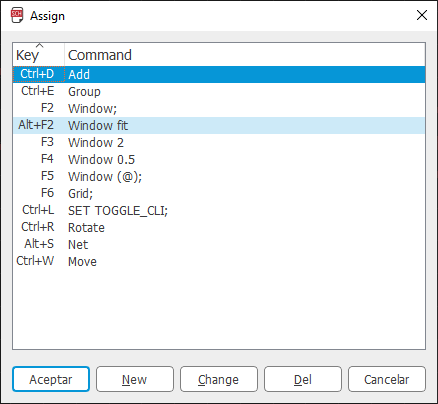 Assign
Key Command
Ctrl+D Add
Ctrl+E Group
F2 Window;
Alt+F2 Window fit
F3 Window 2
F4 Window 0.5
F5 Window (@);
F6 Grid;
Ctrl+L SET TOGGLE_CLI;
Ctrl+R Rotate
Alt+S Net
Ctrl+W Move
Aceptar New Change Del Cancelar